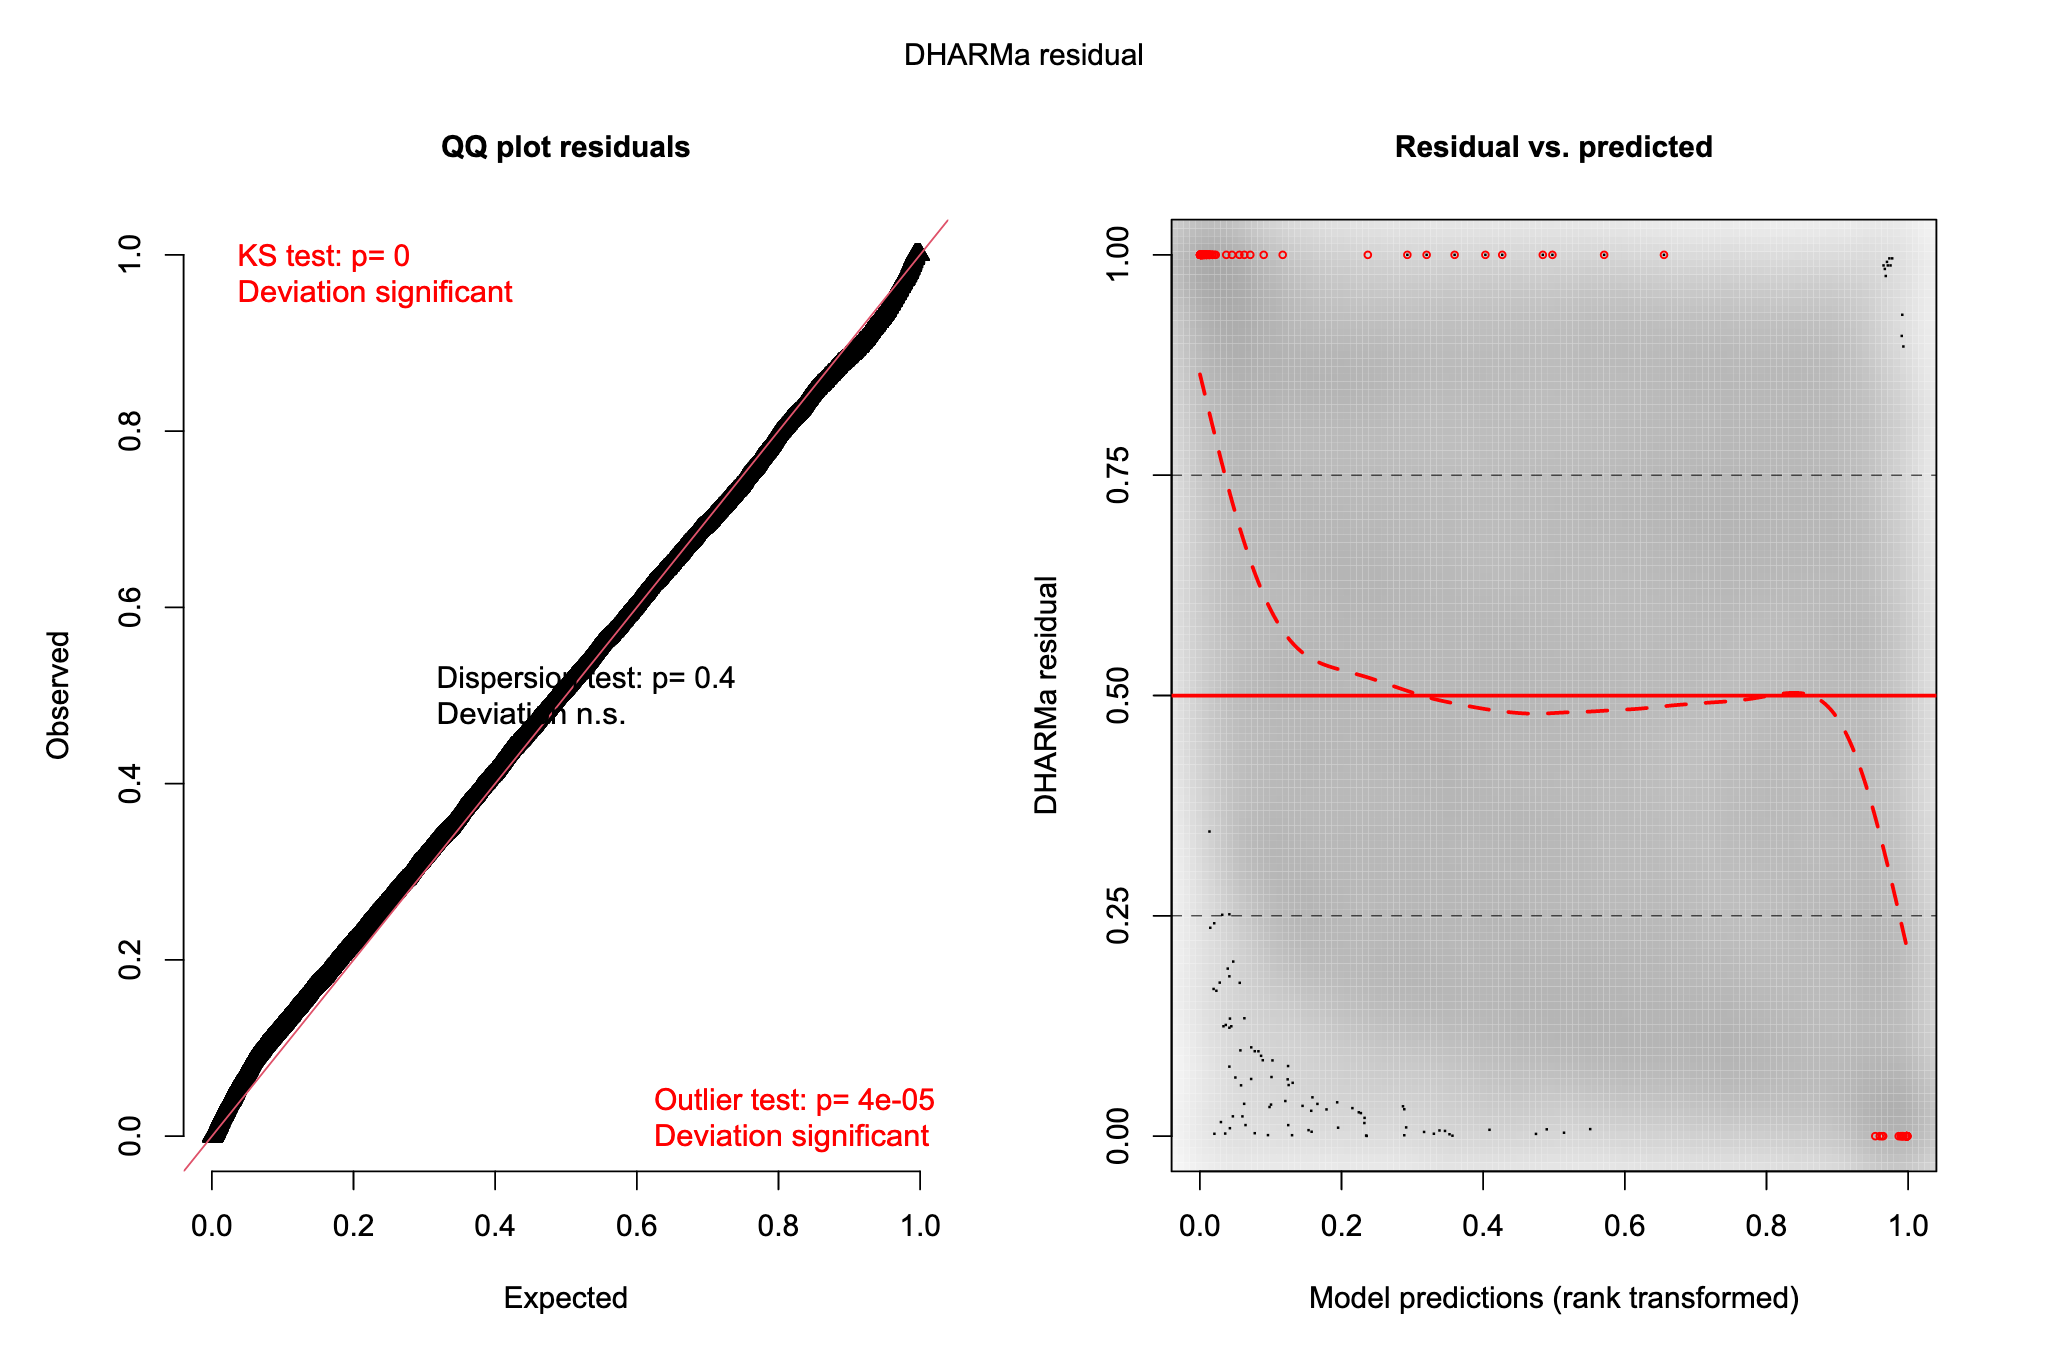 DHARMa residual
QQ plot residuals
KS test: p= 0
Deviation significant
Dispersion test: p= 0.4
Deviation n.s.
Outlier test: p= 4e-05
Deviation significant
Observed
0.0
0.2
0.4
0.6
0.8
1.0
0.0 0.2 0.4 0.6 0.8 1.0
Expected
Residual vs. predicted
DHARMa residual
0.00
0.25
0.50
0.75
1.00
0.0 0.2 0.4 0.6 0.8 1.0
Model predictions (rank transformed)